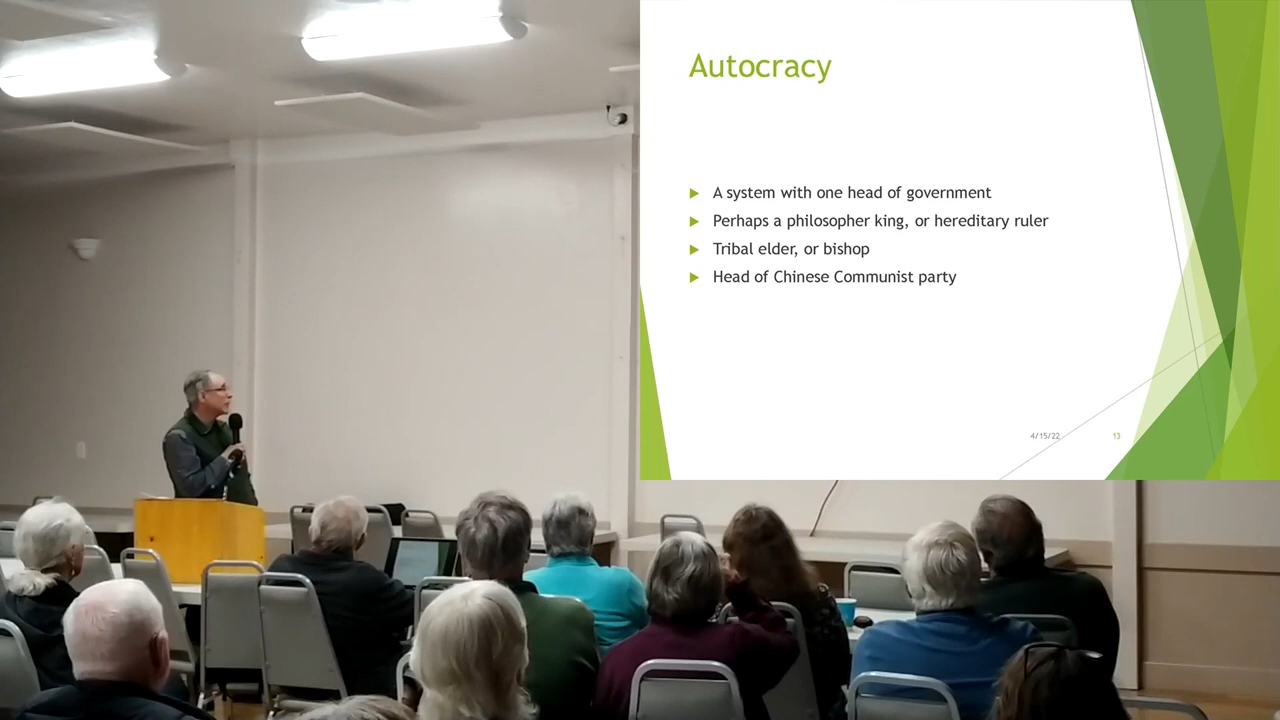 Autocracy
A system with one head of government
Perhaps a philosopher king, or hereditary ruler
Tribal elder, or bishop
Head of Chinese Communist party
4/15/22
13